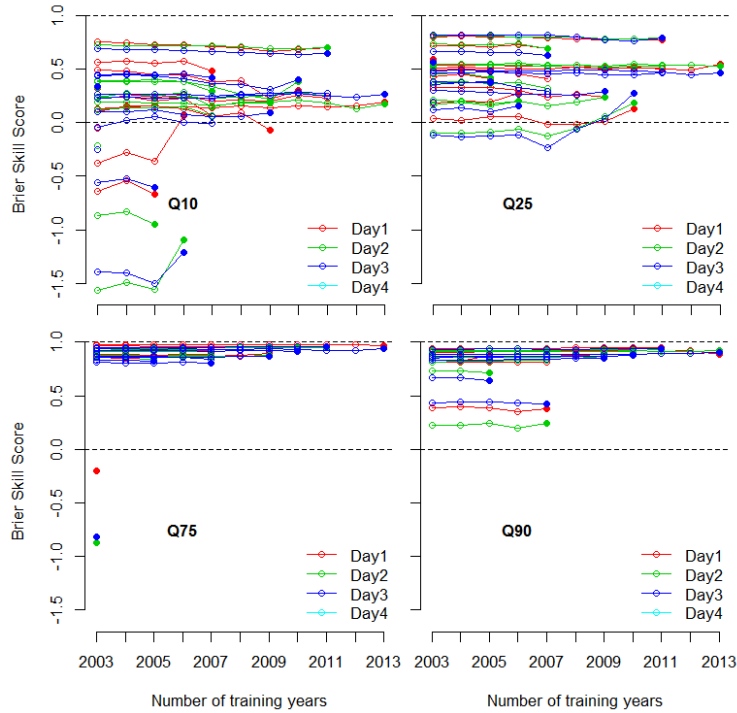 1.0
0.5
0.0
-0.5
-1.0
-1.5
Brier Skill Score
Q10
Day1
Day2
Day3
Day4
Q25
Day1
Day2
Day3
Day4
1.0
0.5
0.0
-0.5
-1.0
-1.5
Brier Skill Score
Q75
Day1
Day2
Day3
Day4
2003 2005 2007 2009 2011 2013
Number of training years
Q90
Day1
Day2
Day3
Day4
2003 2005 2007 2009 2011 2013
Number of training years